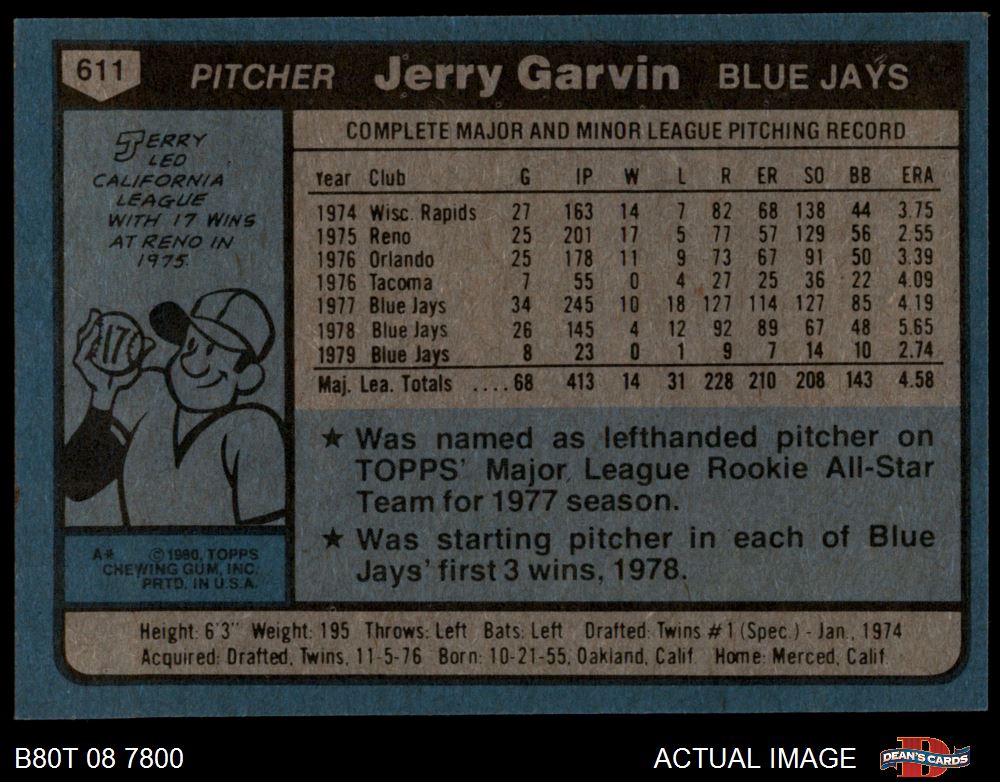 611 PITCHER Jerry Garvin BLUE JAYS
JERRY
LED
CALIFORNIA
LEAGUE
WITH 17 WINS
AT RENO IN
1975.
17
COMPLETE MAJOR AND MINOR LEAGUE PITCHING RECORD
Year Club G IP W L R ER SO BB ERA
1974 Wisc. Rapids 27 163 14 7 82 68 138 44 3.75
1975 Reno 25 201 17 5 77 57 129 56 2.55
1976 Orlando 25 178 11 9 73 67 91 50 3.39
1976 Tacoma 7 55 0 4 27 25 36 22 4.09
1977 Blue Jays 34 245 10 18 127 114 127 85 4.19
1978 Blue Jays 26 145 4 12 92 89 67 48 5.65
1979 Blue Jays 8 23 0 1 9 7 14 10 2.74
Maj. Lea. Totals ....68 413 14 31 228 210 208 143 4.58
★ Was named as lefthanded pitcher on
TOPPS' Major League Rookie All-Star
Team for 1977 season.
★ Was starting pitcher in each of Blue
Jays' first 3 wins, 1978.
A* © 1980, TOPPS
CHEWING GUM, INC.
PRTD. IN U.S.A.
Height: 6'3" Weight: 195 Throws: Left Bats: Left Drafted: Twins #1 (Spec.) - Jan., 1974
Acquired: Drafted, Twins, 11-5-76 Born: 10-21-55, Oakland, Calif. Home: Merced, Calif.
B80T 08 7800
ACTUAL IMAGE
DEAN'S CARDS